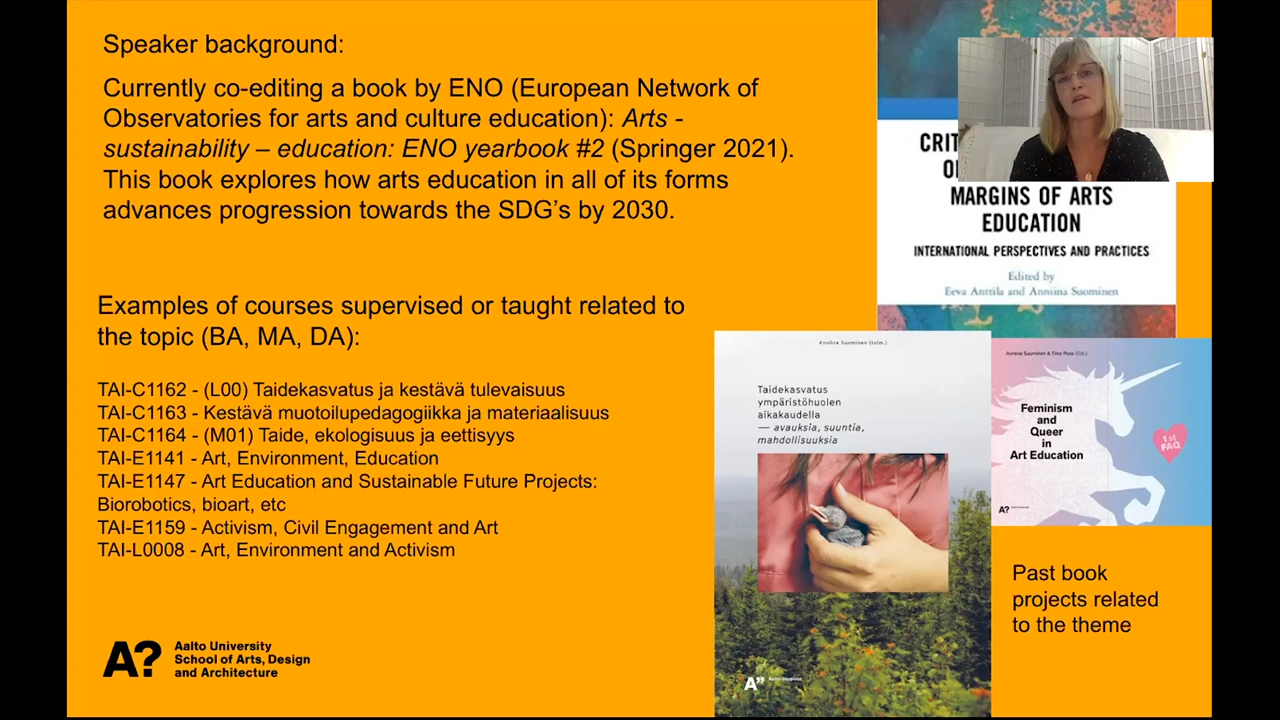 Speaker background:
Currently co-editing a book by ENO (European Network of
Observatories for arts and culture education): Arts -
sustainability – education: ENO yearbook #2 (Springer 2021).
This book explores how arts education in all of its forms
advances progression towards the SDG's by 2030.
Examples of courses supervised or taught related to
the topic (BA, MA, DA):
TAI-C1162 - (L00) Taidekasvatus ja kestävä tulevaisuus
TAI-C1163 - Kestävä muotoilupedagogiikka ja materiaalisuus
TAI-C1164 - (M01) Taide, ekologisuus ja eettisyys
TAI-E1141 - Art, Environment, Education
TAI-E1147 - Art Education and Sustainable Future Projects:
Biorobotics, bioart, etc
TAI-E1159 - Activism, Civil Engagement and Art
TAI-L0008 - Art, Environment and Activism
A?
Aalto University
School of Arts, Design
and Architecture
MARGINS OF ARTS
EDUCATION
INTERNATIONAL PERSPECTIVES AND PRACTICES
Edited by
Eeva Anttila and Anniina Suominen
Anniina Suominen (toim.)
Taidekasvatus
ympäristöhuolen
aikakaudella
— avauksia, suuntia,
mahdollisuuksia
A”
Feminism
and
Queer
in
Art Education
1st
FAQ
A?
Past book
projects related
to the theme